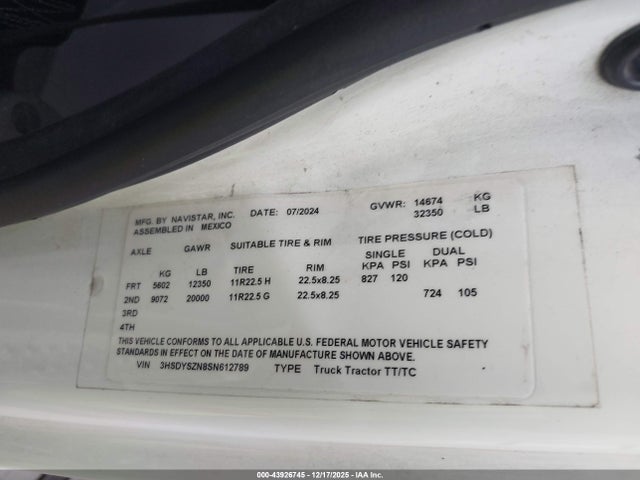 MFG. BY NAVISTAR, INC. DATE: 07/2024 GVWR: 14674 KG
ASSEMBLED IN MEXICO 32350 LB
AXLE GAWR SUITABLE TIRE & RIM TIRE PRESSURE (COLD)
SINGLE DUAL
KG LB TIRE RIM KPA PSI KPA PSI
FRT 5602 12350 11R22.5 H 22.5x8.25 827 120
2ND 9072 20000 11R22.5 G 22.5x8.25 724 105
3RD
4TH
THIS VEHICLE CONFORMS TO ALL APPLICABLE U.S. FEDERAL MOTOR VEHICLE SAFETY
STANDARDS IN EFFECT ON THE DATE OF MANUFACTURE SHOWN ABOVE.
VIN 3HSDYSZN8SN612789 TYPE Truck Tractor TT/TC
000-43926745 - 12/17/2025 - IAA Inc.